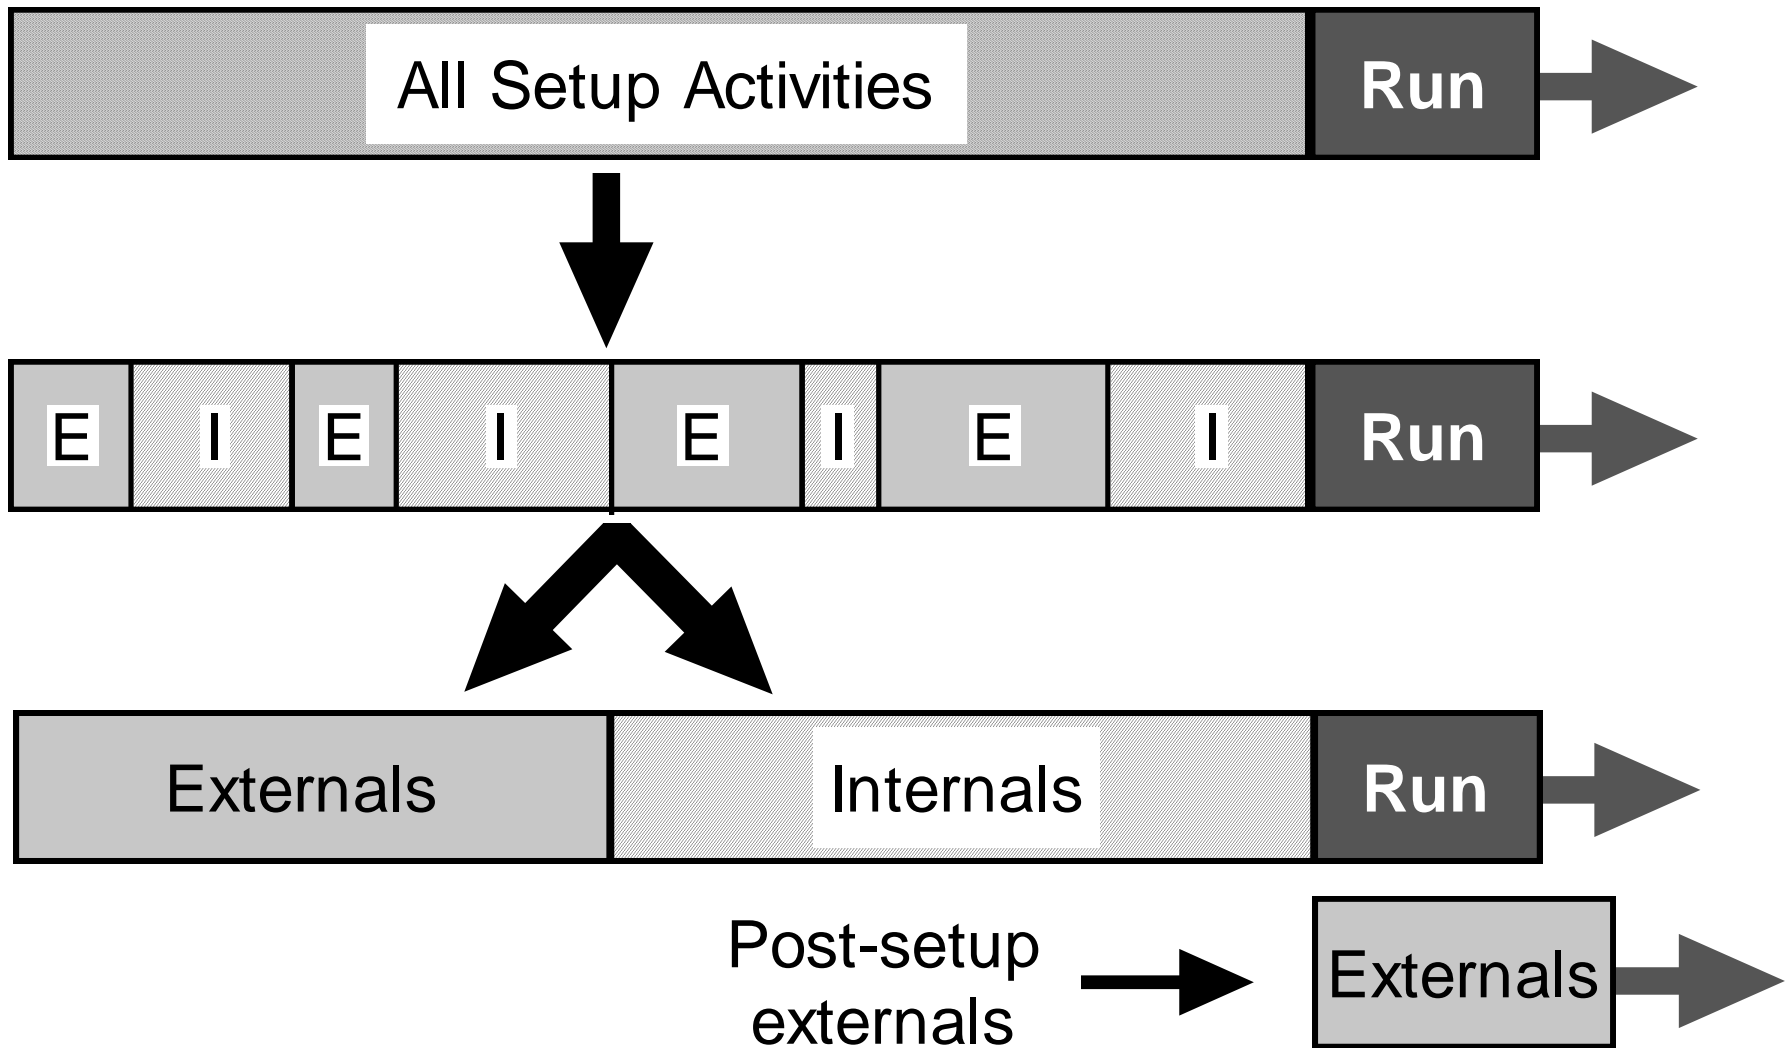 All Setup Activities Run
E I E I E I E I Run
Externals Internals Run
Post-setup
externals
Externals